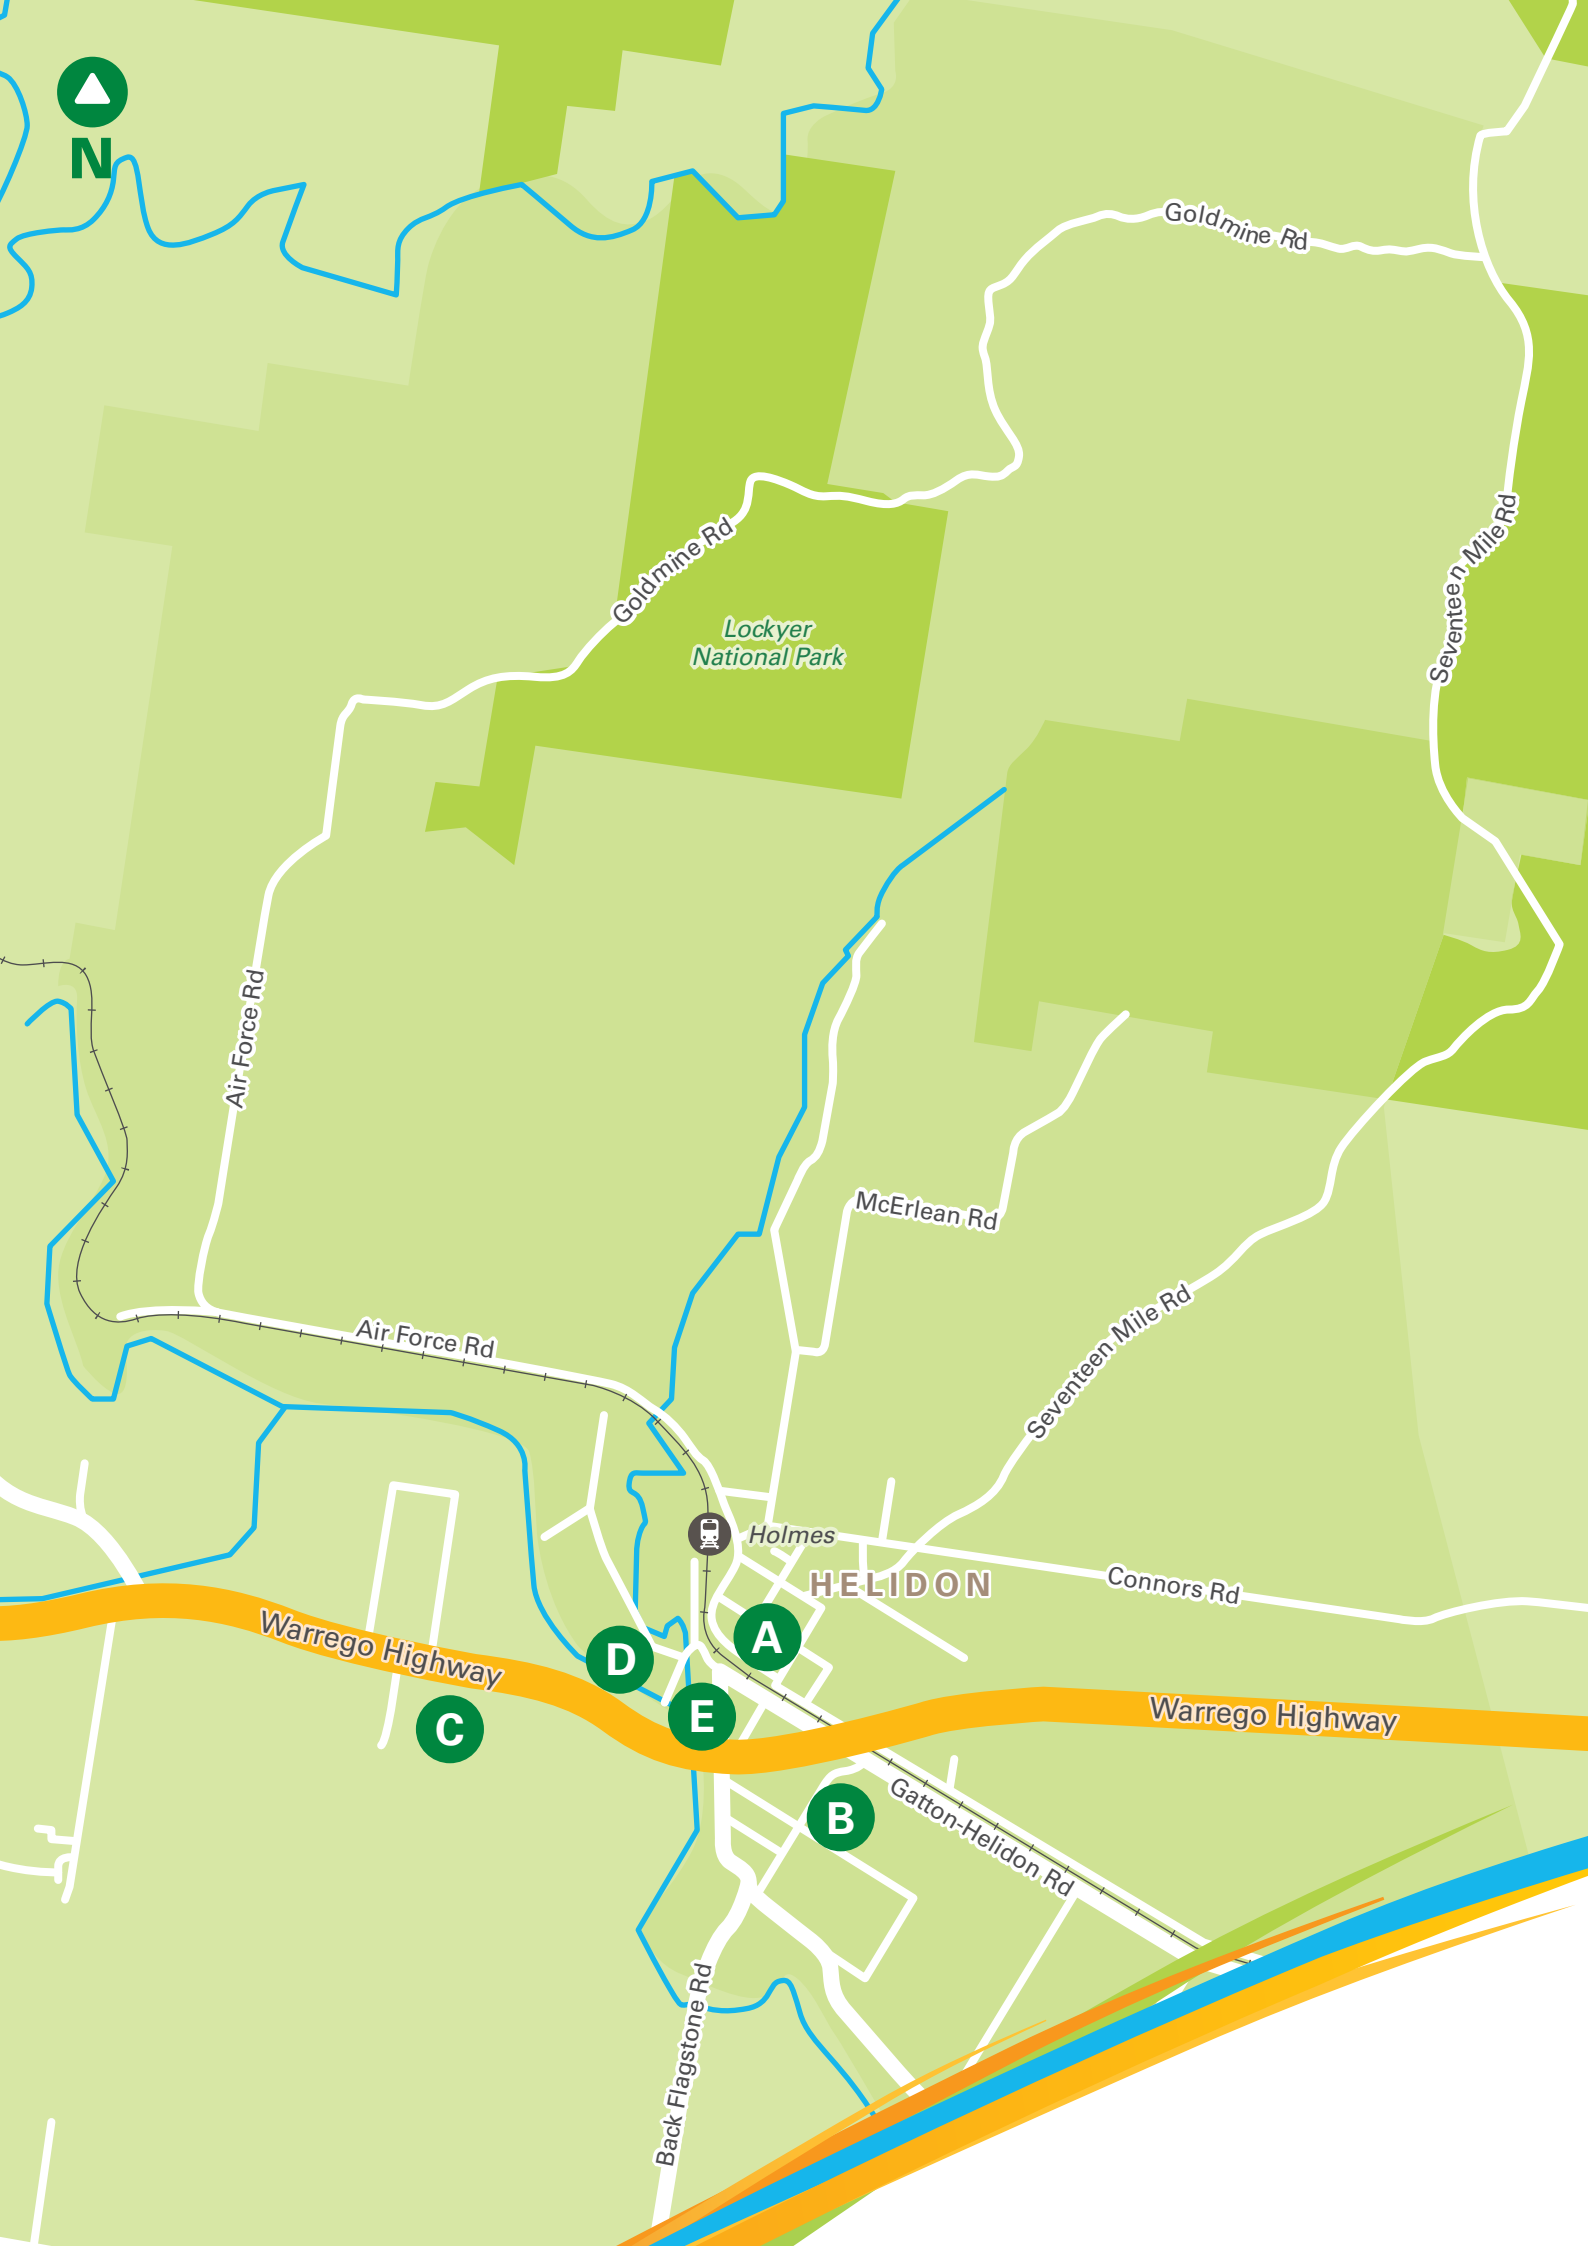 N
Goldmine Rd
Seventeen Mile Rd
Goldmine Rd
Lockyer
National Park
Air Force Rd
McErlean Rd
Seventeen Mile Rd
Air Force Rd
Holmes
HELIDON
Connors Rd
Warrego Highway
A
D
E
C
Warrego Highway
B
Gatton-Helidon Rd
Back Flagstone Rd